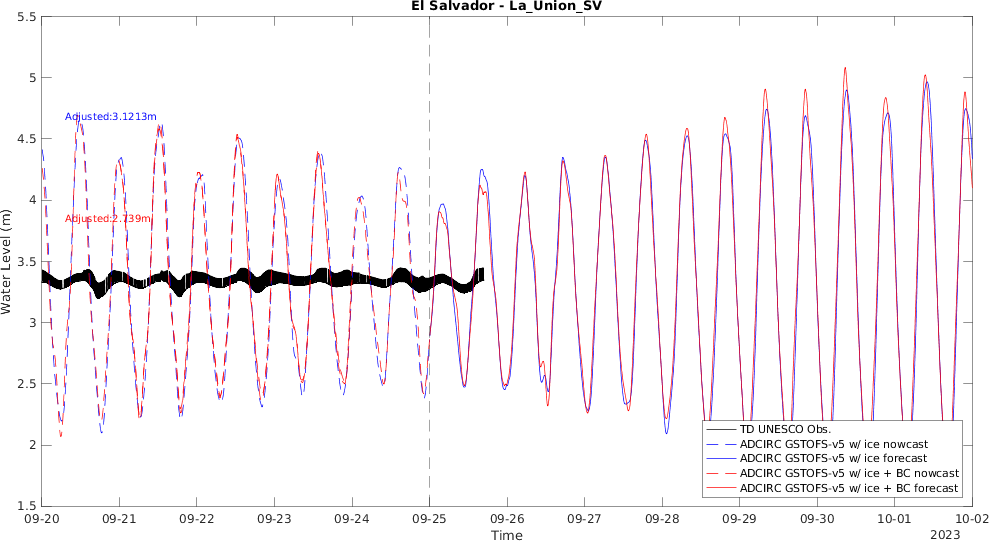 El Salvador - La_Union_SV
5.5
5
4.5
4
3.5
3
2.5
2
1.5
Water Level (m)
Adjusted:3.1213m
Adjusted:2.739m
TD UNESCO Obs.
ADCIRC GSTOFS-v5 w/ ice nowcast
ADCIRC GSTOFS-v5 w/ ice forecast
ADCIRC GSTOFS-v5 w/ ice + BC nowcast
ADCIRC GSTOFS-v5 w/ ice + BC forecast
09-20 09-21 09-22 09-23 09-24 09-25 09-26 09-27 09-28 09-29 09-30 10-01 10-02
Time
2023